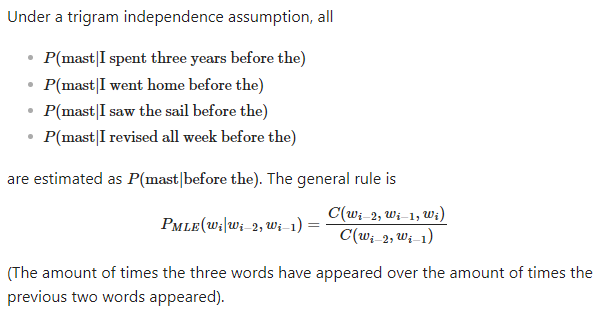 Under a trigram independence assumption, all
• P(mast|I spent three years before the)
• P(mast|I went home before the)
• P(mast|I saw the sail before the)
• P(mast|I revised all week before the)
are estimated as P(mast|before the). The general rule is
P_{MLE}(w_i|w_{i-2}, w_{i-1}) = \frac{C(w_{i-2}, w_{i-1}, w_i)}{C(w_{i-2}, w_{i-1})}
(The amount of times the three words have appeared over the amount of times the
previous two words appeared).